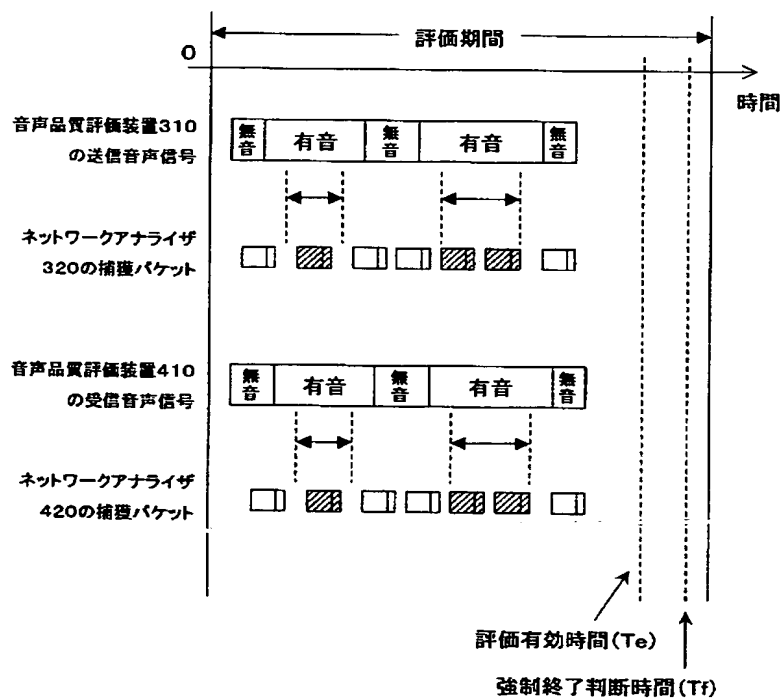 評価期間
0
時間
音声品質評価装置310
の送信音声信号
無音
有音
無音
有音
無音
ネットワークアナライザ
320の捕獲パケット
音声品質評価装置410
の受信音声信号
無音
有音
無音
有音
無音
ネットワークアナライザ
420の捕獲パケット
評価有効時間(Te)
強制終了判断時間(Tf)